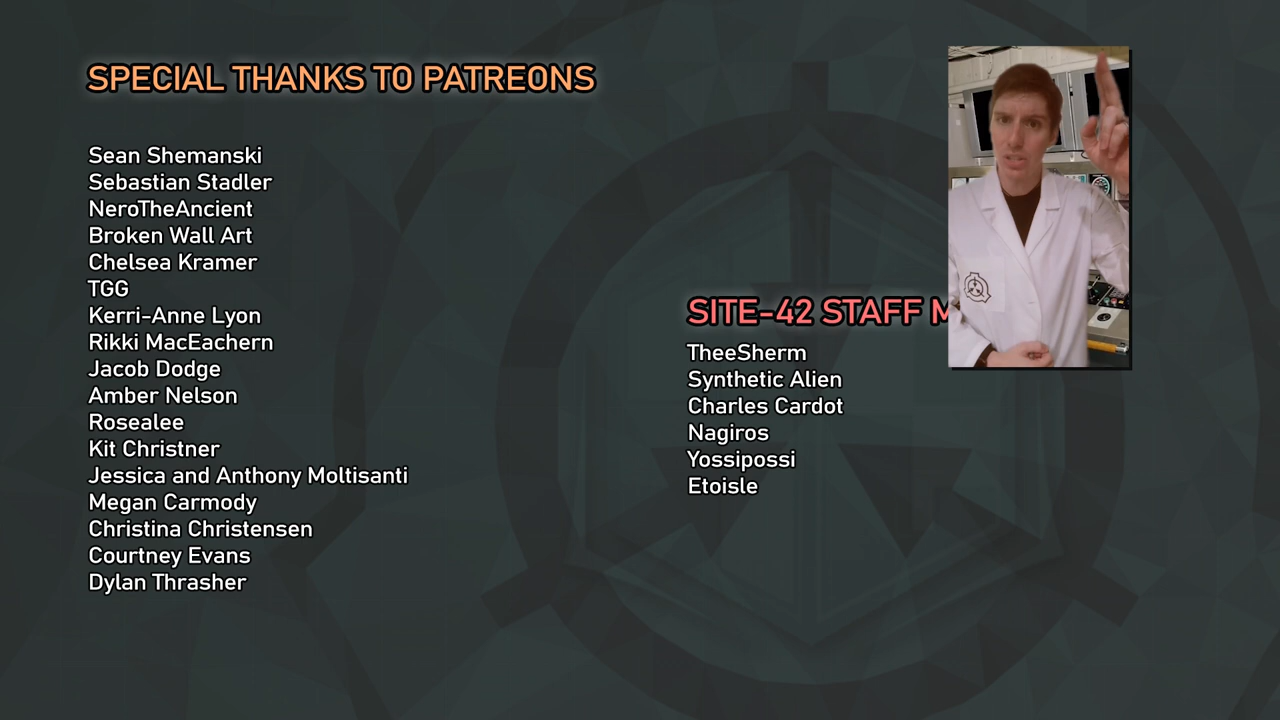 SPECIAL THANKS TO PATREONS
Sean Shemanski
Sebastian Stadler
NeroTheAncient
Broken Wall Art
Chelsea Kramer
TGG
Kerri-Anne Lyon
Rikki MacEachern
Jacob Dodge
Amber Nelson
Rosealee
Kit Christner
Jessica and Anthony Moltisanti
Megan Carmody
Christina Christensen
Courtney Evans
Dylan Thrasher
SITE-42 STAFF M
TheeSherm
Synthetic Alien
Charles Cardot
Nagiros
Yossipossi
Etoisle